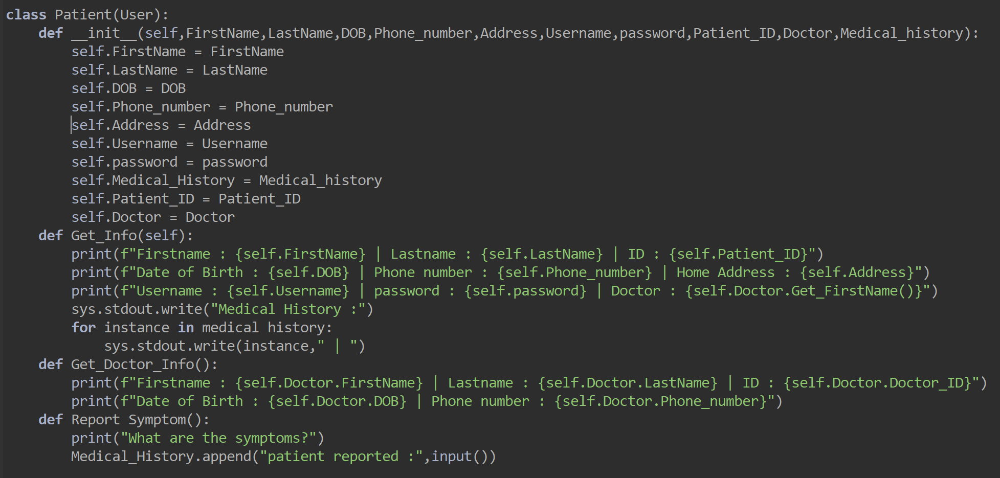 class Patient(User):
    def __init__(self,FirstName,LastName,DOB,Phone_number,Address,Username,password,Patient_ID,Doctor,Medical_history):
        self.FirstName = FirstName
        self.LastName = LastName
        self.DOB = DOB
        self.Phone_number = Phone_number
        self.Address = Address
        self.Username = Username
        self.password = password
        self.Medical_History = Medical_history
        self.Patient_ID = Patient_ID
        self.Doctor = Doctor
    def Get_Info(self):
        print(f"Firstname : {self.FirstName} | Lastname : {self.LastName} | ID : {self.Patient_ID}")
        print(f"Date of Birth : {self.DOB} | Phone number : {self.Phone_number} | Home Address : {self.Address}")
        print(f"Username : {self.Username} | password : {self.password} | Doctor : {self.Doctor.Get_FirstName()}")
        sys.stdout.write("Medical History :")
        for instance in medical history:
            sys.stdout.write(instance," | ")
    def Get_Doctor_Info():
        print(f"Firstname : {self.Doctor.FirstName} | Lastname : {self.Doctor.LastName} | ID : {self.Doctor.Doctor_ID}")
        print(f"Date of Birth : {self.Doctor.DOB} | Phone number : {self.Doctor.Phone_number}")
    def Report Symptom():
        print("What are the symptoms?")
        Medical_History.append("patient reported :",input())